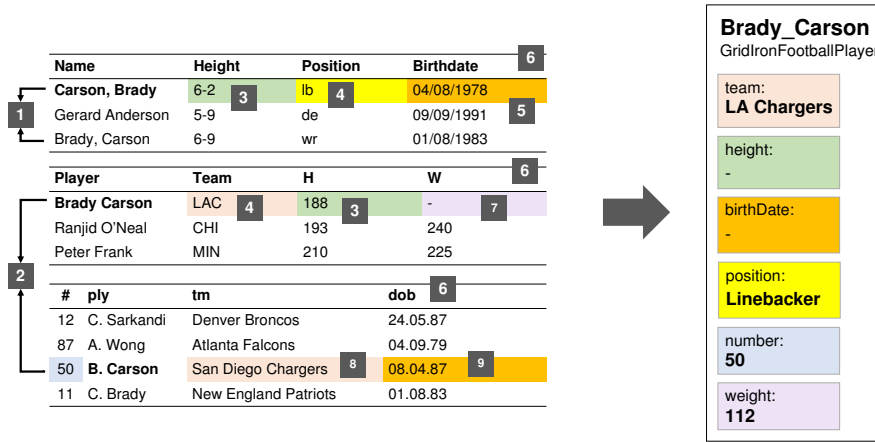 Name Height Position Birthdate 6
Carson, Brady 6-2 3 lb 4 04/08/1978
1 Gerard Anderson 5-9 de 09/09/1991 5
Brady, Carson 6-9 wr 01/08/1983
Player Team H W 6
Brady Carson LAC 4 188 3 - 7
Ranjid O'Neal CHI 193 240
Peter Frank MIN 210 225
2
# ply tm dob 6
12 C. Sarkandi Denver Broncos 24.05.87
87 A. Wong Atlanta Falcons 04.09.79
50 B. Carson San Diego Chargers 8 08.04.87 9
11 C. Brady New England Patriots 01.08.83
Brady_Carson
GridIronFootballPlayer
team:
LA Chargers
height:
-
birthDate:
-
position:
Linebacker
number:
50
weight:
112